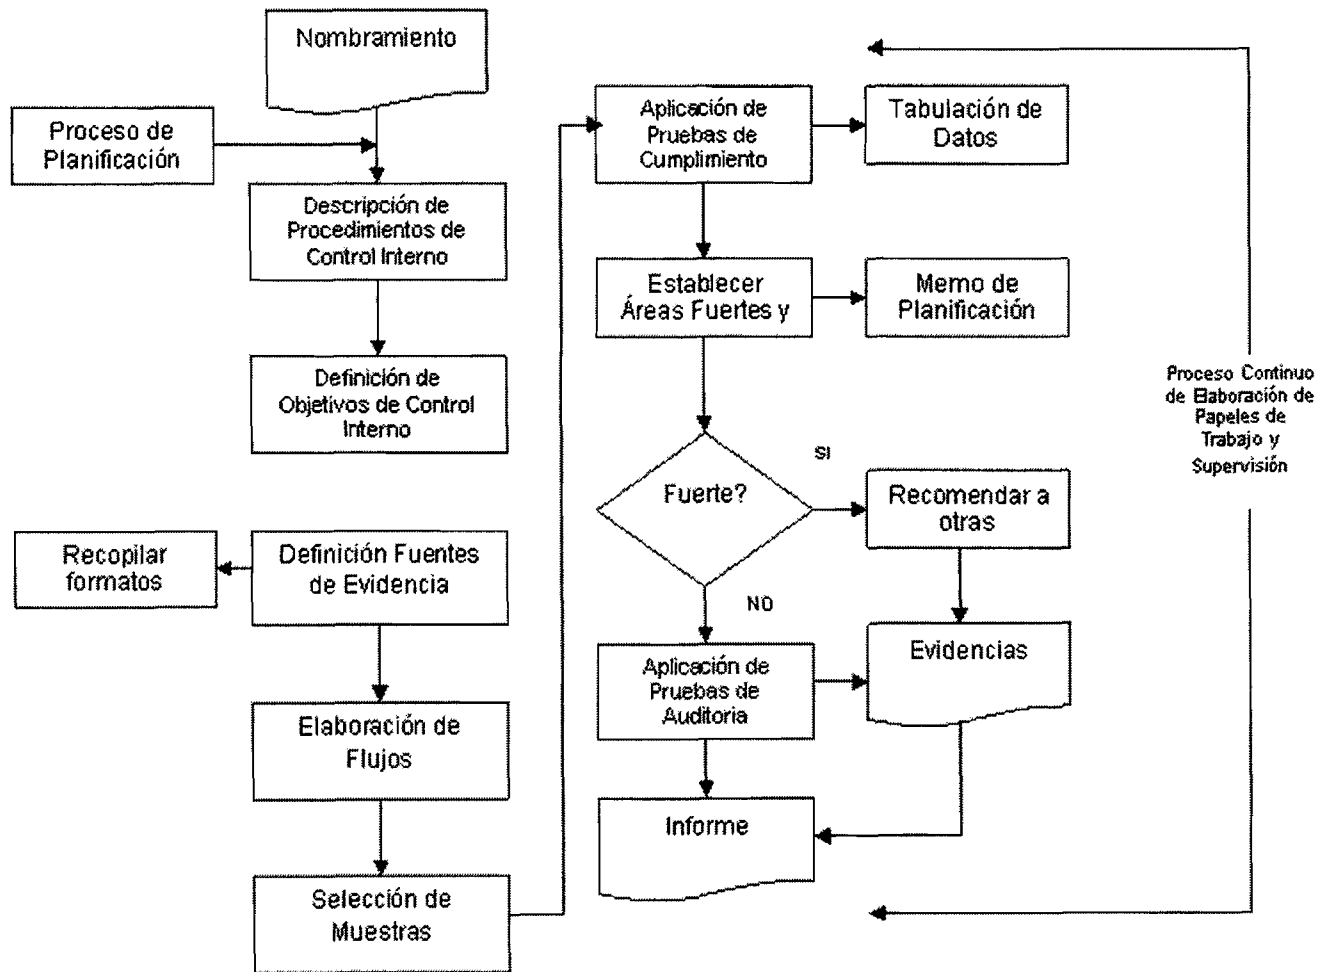 Nombramiento
Proceso de
Planificación
Descripción de
Procedimientos de
Control Interno
Definición de
Objetivos de Control
Interno
Recopilar
formatos
Definición Fuentes
de Evidencia
Elaboración de
Flujos
Selección de
Muestras
Aplicación de
Pruebas de
Cumplimiento
Tabulación de
Datos
Establecer
Áreas Fuertes y
Memo de
Planificación
Fuerte?
SI
Recomendar a
otras
NO
Aplicación de
Pruebas de
Auditoria
Evidencias
Informe
Proceso Continuo
de Elaboración de
Papeles de
Trabajo y
Supervisión